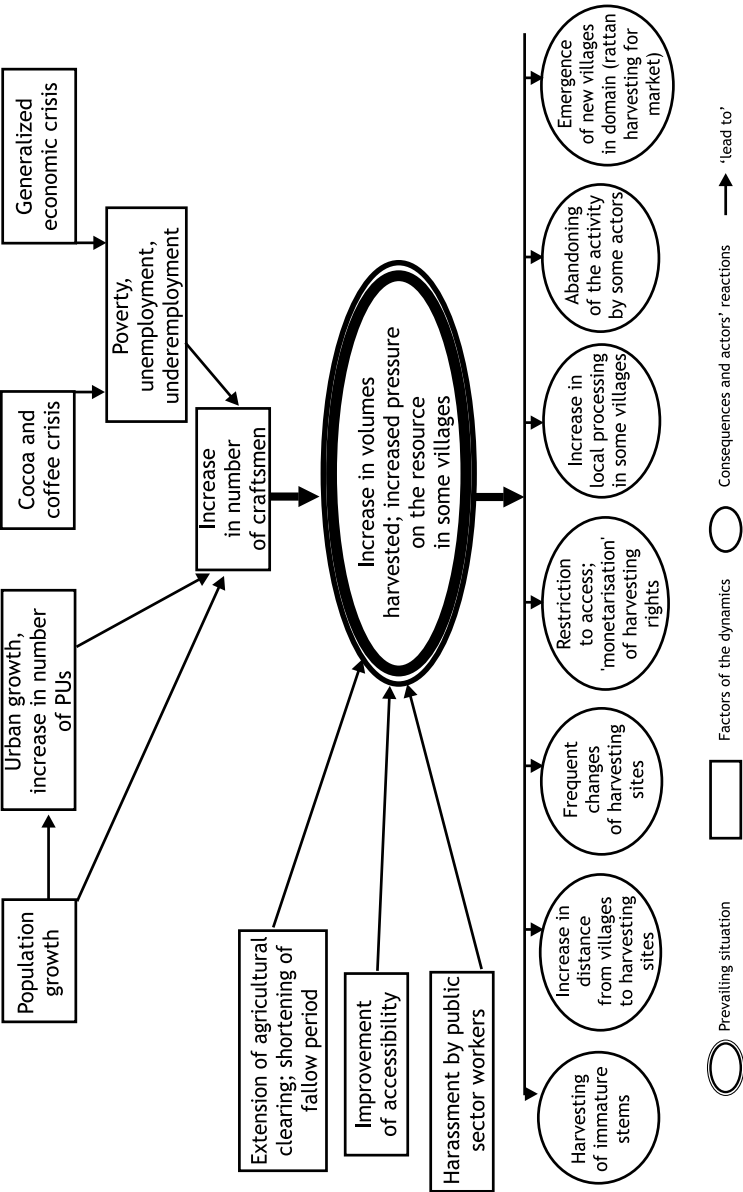 Population
growth
Urban growth,
increase in number
of PUs
Cocoa and
coffee crisis
Generalized
economic crisis
Poverty,
unemployment,
underemployment
Increase
in number
of craftsmen
Extension of agricultural
clearing; shortening of
fallow period
Improvement
of accessibility
Harassment by public
sector workers
Increase in volumes
harvested; increased pressure
on the resource
in some villages
Harvesting
of immature
stems
Increase in
distance
from villages
to harvesting
sites
Frequent
changes
of harvesting
sites
Restriction
to access;
'monetarisation'
of harvesting
rights
Increase in
local processing
in some villages
Abandoning
of the activity
by some actors
Emergence
of new villages
in domain (rattan
harvesting for
market)
Prevailing situation
Factors of the dynamics
Consequences and actors' reactions
'lead to'